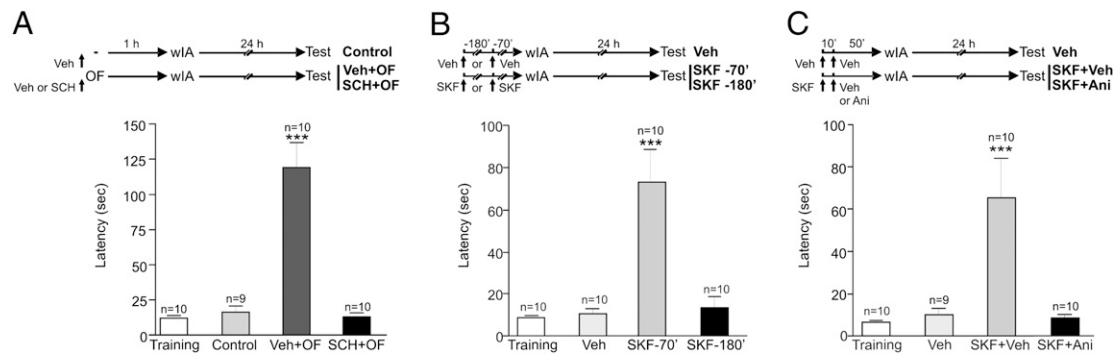 A
1 h 24 h
- wIA Test Control
Veh
OF wIA Test Veh+OF
Veh or SCH SCH+OF
Latency (sec)
150
125
100
75
50
25
0
n=10
n=9
n=10
***
n=10
Training Control Veh+OF SCH+OF
B
-180' -70' 24 h
wIA Test Veh
Veh or Veh
wIA Test SKF -70'
SKF or SKF SKF -180'
Latency (sec)
100
80
60
40
20
0
n=10
n=10
n=10
***
n=10
Training Veh SKF-70' SKF-180'
C
10' 50' 24 h
wIA Test Veh
Veh Veh
wIA Test SKF+Veh
SKF Veh SKF+Ani
or Ani
Latency (sec)
100
80
60
40
20
0
n=10
n=9
n=10
***
n=10
Training Veh SKF+Veh SKF+Ani